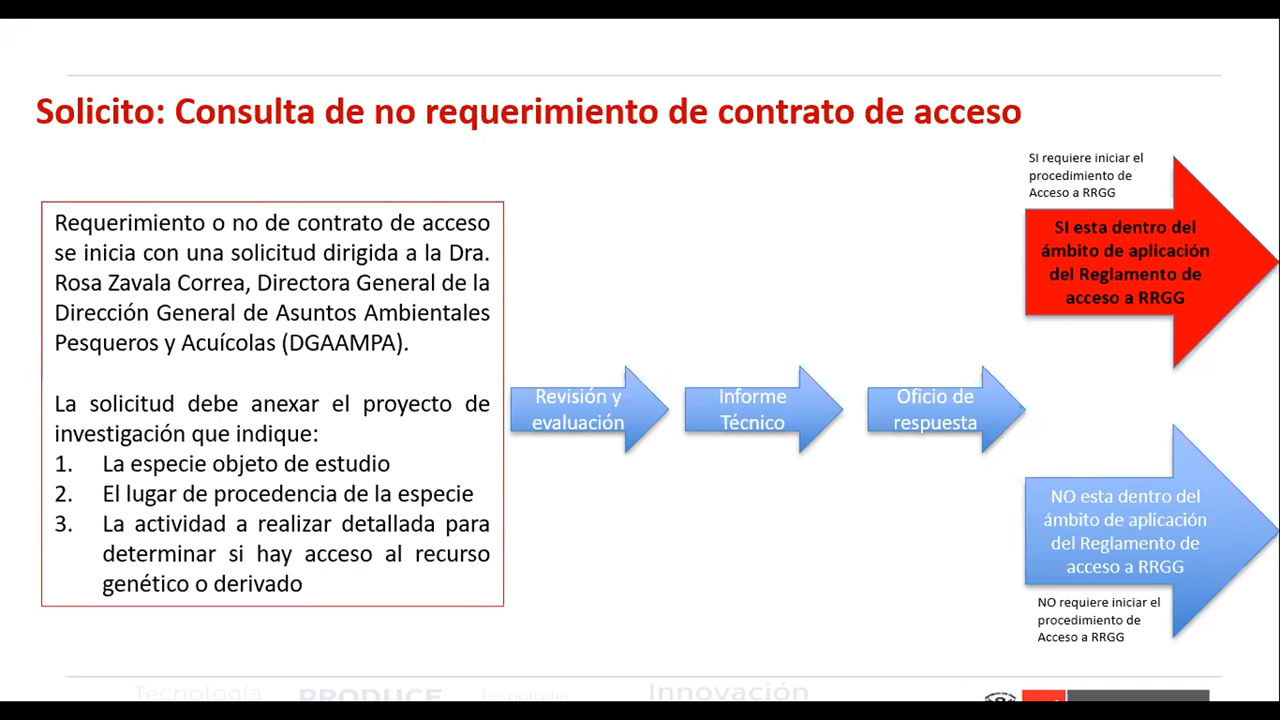 Solicito: Consulta de no requerimiento de contrato de acceso
Requerimiento o no de contrato de acceso
se inicia con una solicitud dirigida a la Dra.
Rosa Zavala Correa, Directora General de la
Dirección General de Asuntos Ambientales
Pesqueros y Acuícolas (DGAAMPA).
La solicitud debe anexar el proyecto de
investigación que indique:
1. La especie objeto de estudio
2. El lugar de procedencia de la especie
3. La actividad a realizar detallada para
determinar si hay acceso al recurso
genético o derivado
Revisión y
evaluación
Informe
Técnico
Oficio de
respuesta
SI requiere iniciar el
procedimiento de
Acceso a RRGG
SI esta dentro del
ámbito de aplicación
del Reglamento de
acceso a RRGG
NO esta dentro del
ámbito de aplicación
del Reglamento de
acceso a RRGG
NO requiere iniciar el
procedimiento de
Acceso a RRGG
Tecnología
PRODUCE
Innovación